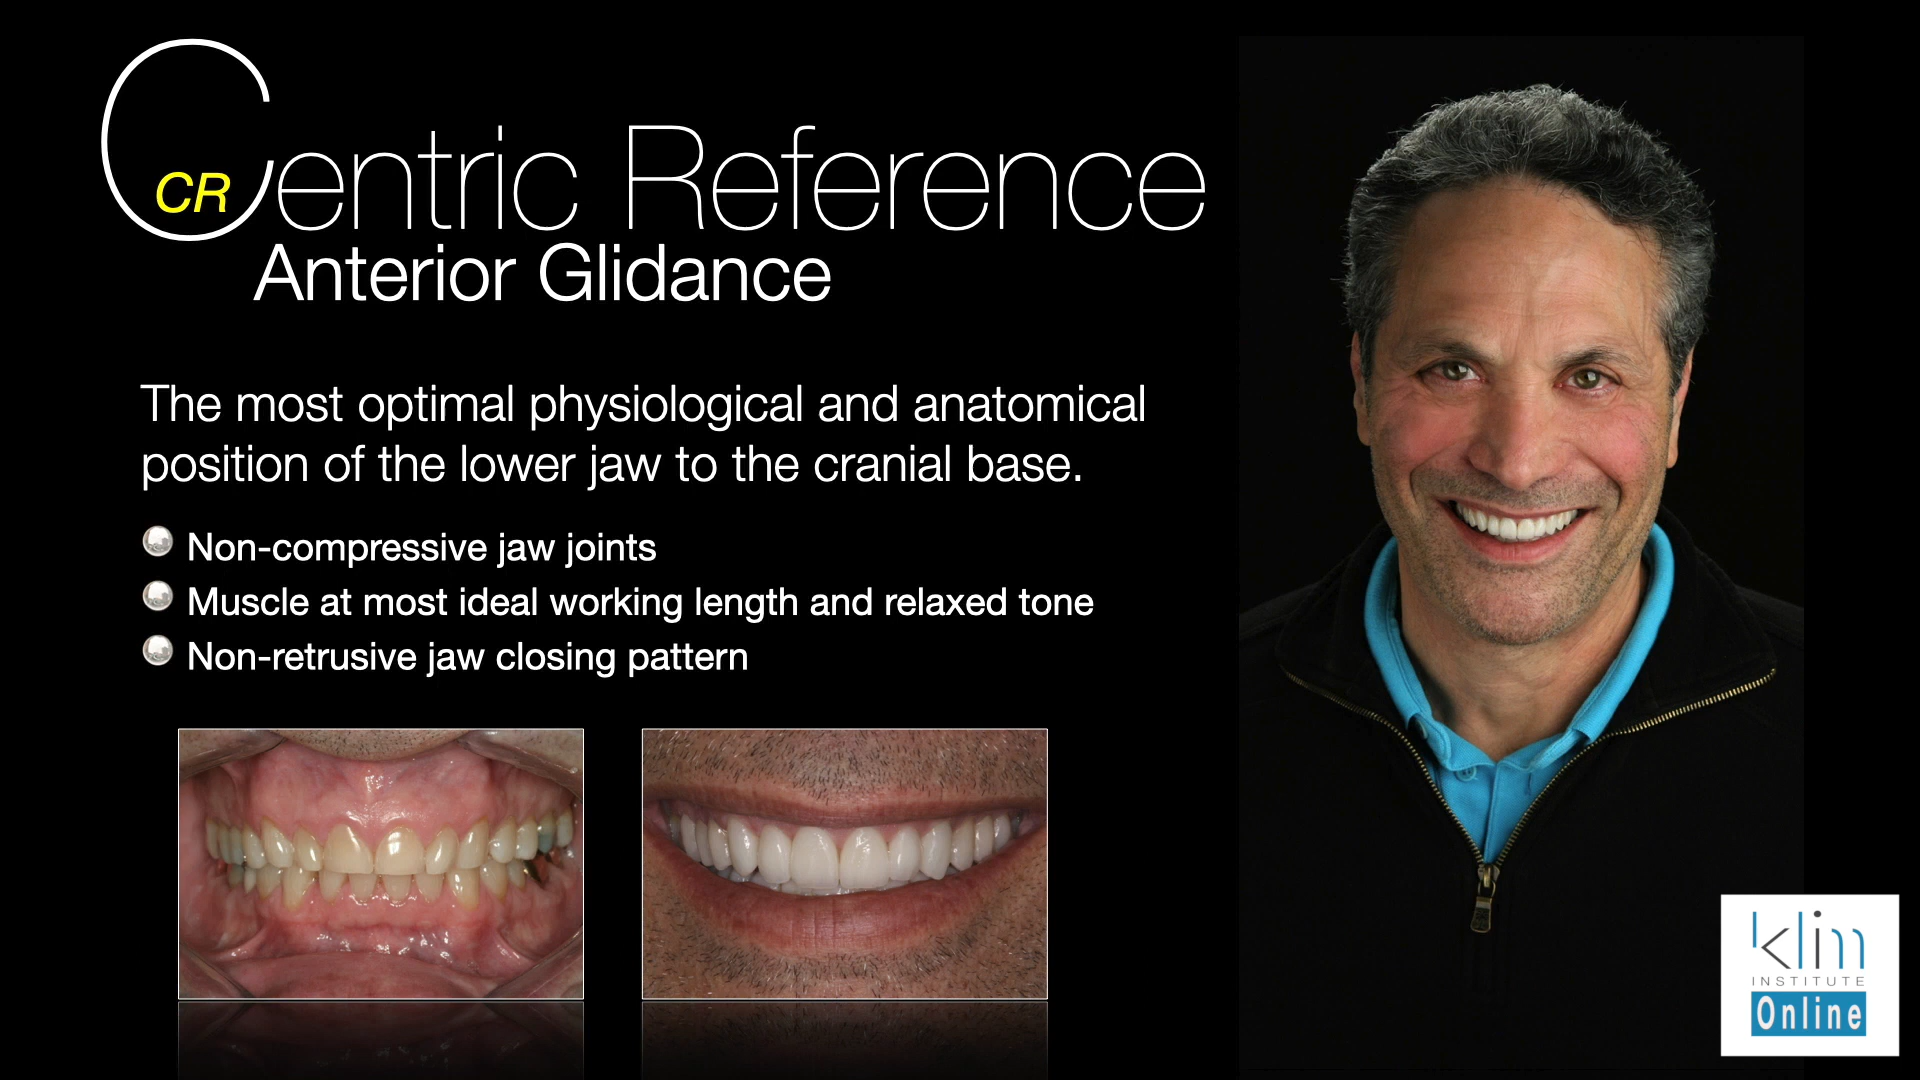 Centric Reference
CR
Anterior Glidance
The most optimal physiological and anatomical
position of the lower jaw to the cranial base.
Non-compressive jaw joints
Muscle at most ideal working length and relaxed tone
Non-retrusive jaw closing pattern
klim
INSTITUTE
Online